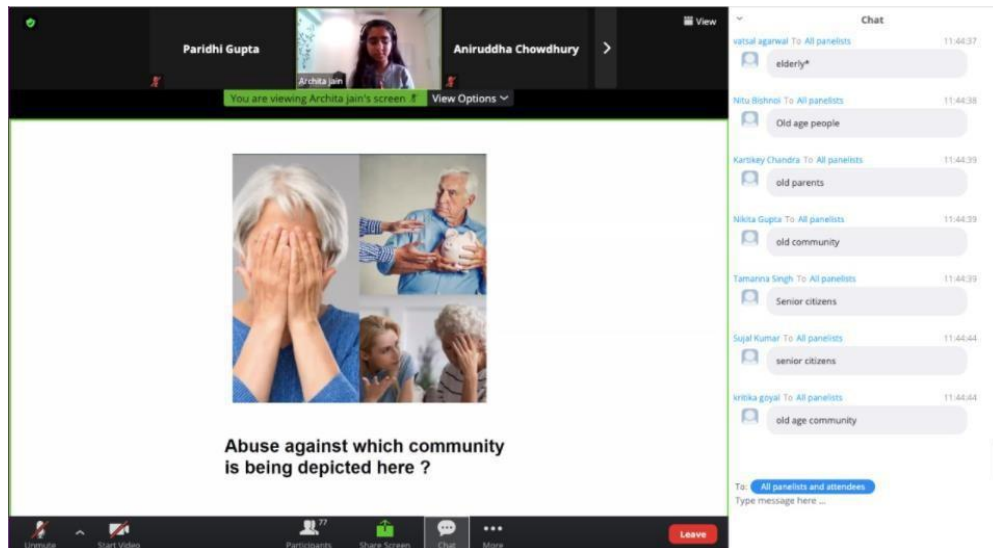 Paridhi Gupta
Archita jain
Aniruddha Chowdhury
View
You are viewing Archita jain's screen
View Options
Abuse against which community
is being depicted here ?
Unmute
Start Video
77
Participants
Share Screen
Chat
More
Leave
Chat
vatsal agarwal To All panelists 11:44:37
elderly*
Nitu Bishnoi To All panelists 11:44:38
Old age people
Kartikey Chandra To All panelists 11:44:39
old parents
Nikita Gupta To All panelists 11:44:39
old community
Tamanna Singh To All panelists 11:44:39
Senior citizens
Sujal Kumar To All panelists 11:44:44
senior citizens
kritika goyal To All panelists 11:44:44
old age community
To: All panelists and attendees
Type message here ...